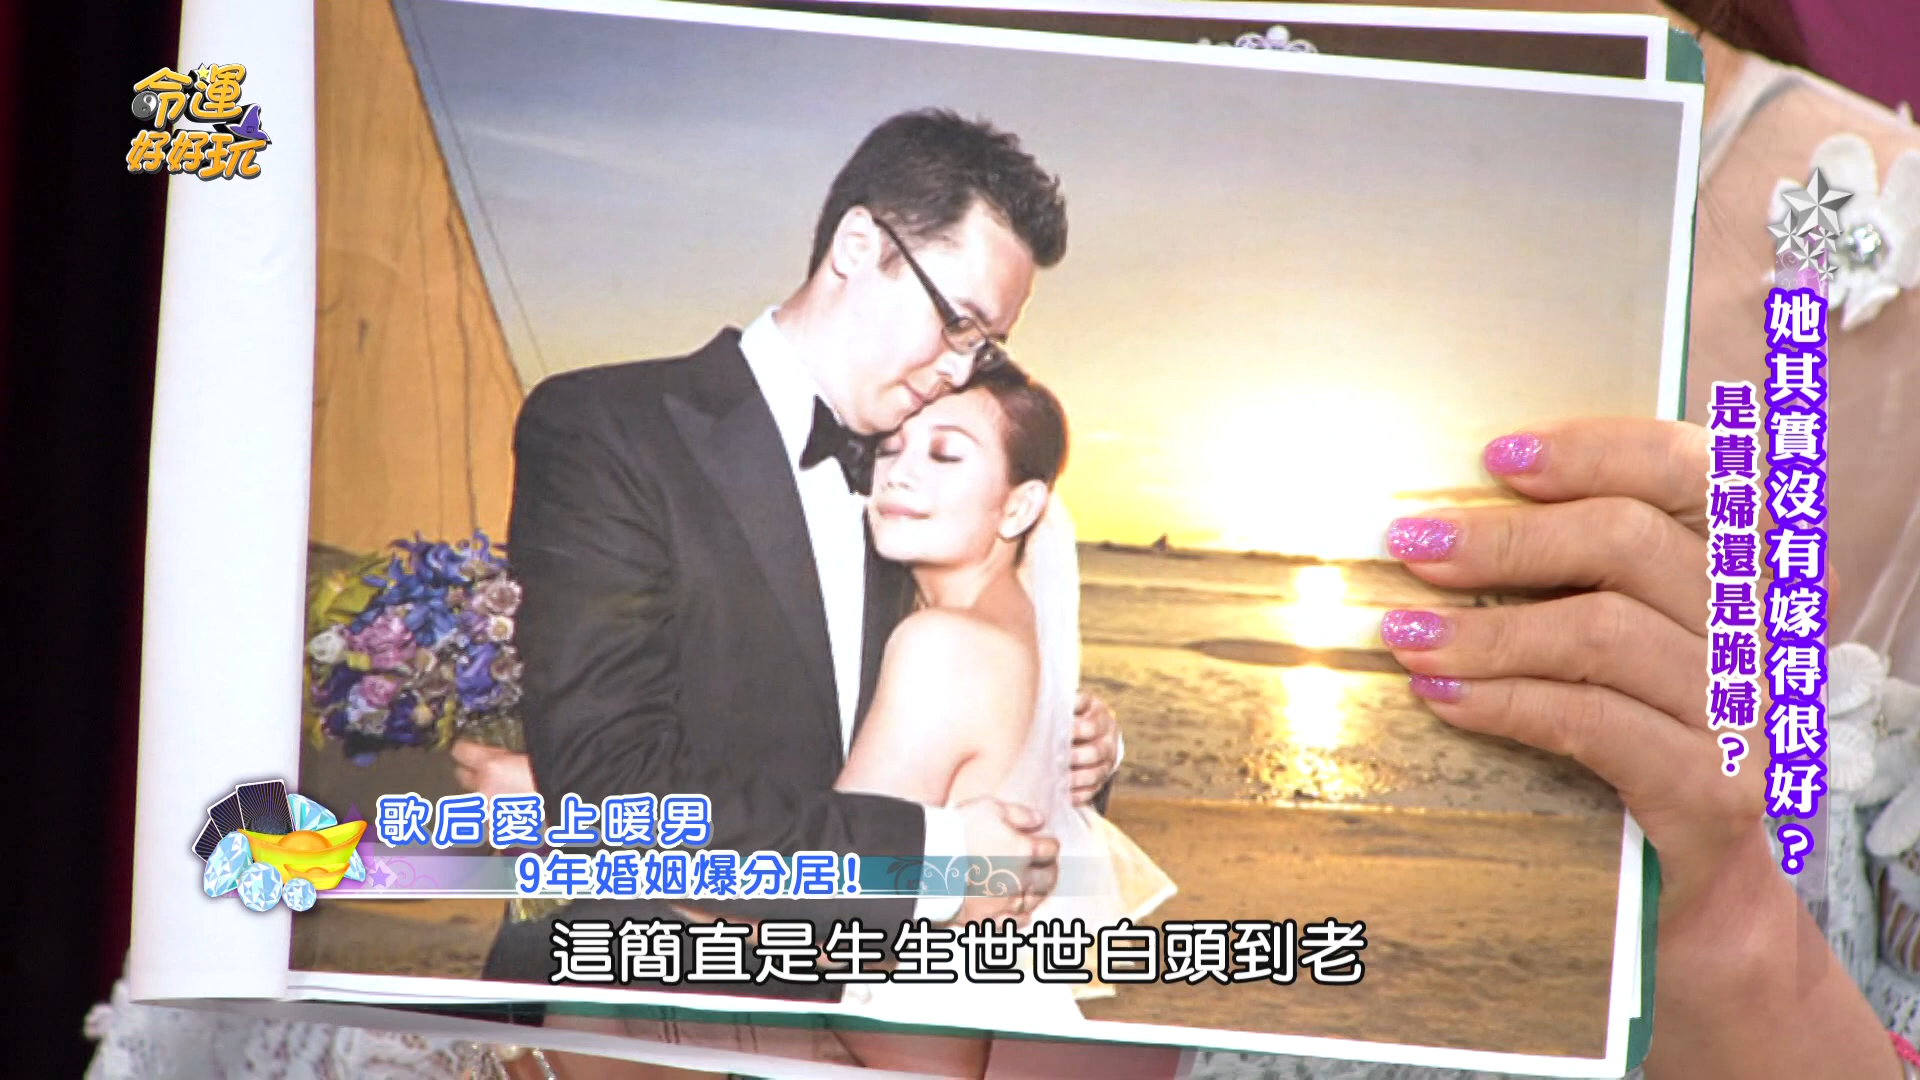 命運
好好玩
她其實沒有嫁得很好?
是貴婦還是跪婦?
歌后愛上暖男
9年婚姻爆分居!
這簡直是生生世世白頭到老